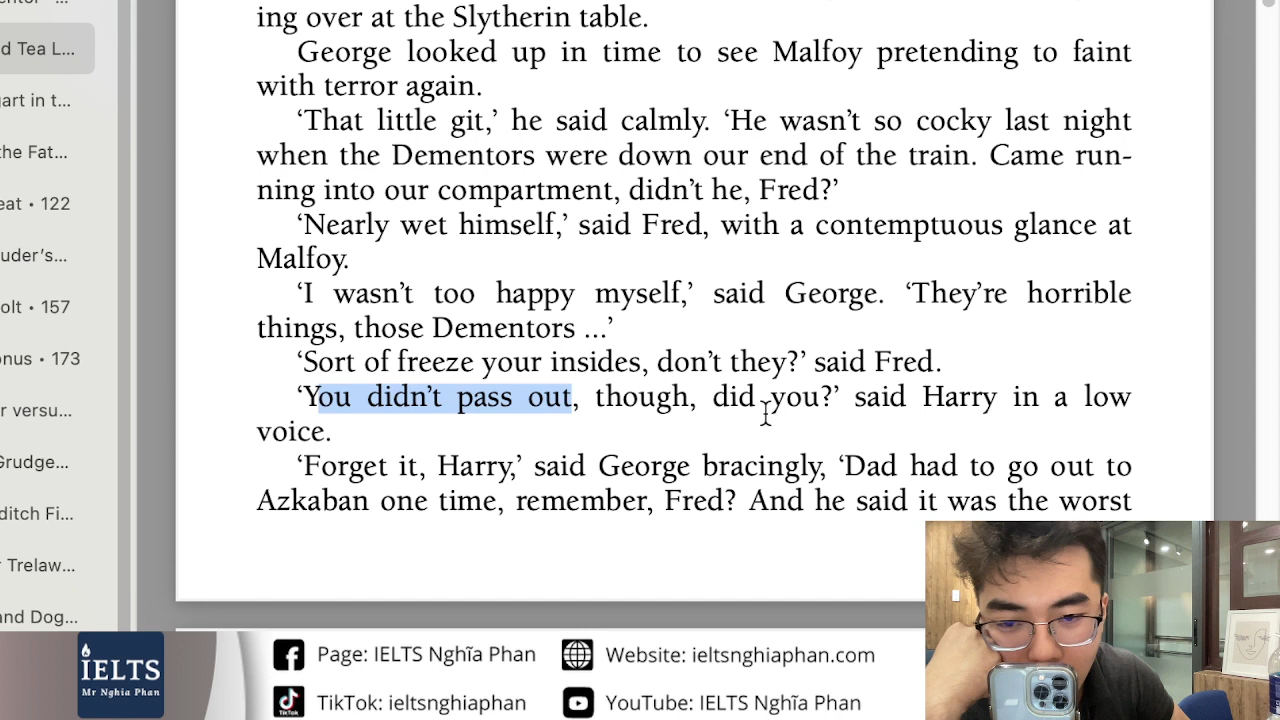 ing over at the Slytherin table.
George looked up in time to see Malfoy pretending to faint
with terror again.
‘That little git,’ he said calmly. ‘He wasn’t so cocky last night
when the Dementors were down our end of the train. Came run-
ning into our compartment, didn’t he, Fred?’
‘Nearly wet himself,’ said Fred, with a contemptuous glance at
Malfoy.
‘I wasn’t too happy myself,’ said George. ‘They’re horrible
things, those Dementors ...’
‘Sort of freeze your insides, don’t they?’ said Fred.
‘You didn’t pass out, though, did you?’ said Harry in a low
voice.
‘Forget it, Harry,’ said George bracingly, ‘Dad had to go out to
Azkaban one time, remember, Fred? And he said it was the worst
d Tea L...
gart in t...
the Fat...
eat • 122
uder’s...
olt • 157
onus • 173
r versu...
Grudge...
ditch Fi...
r Trelaw...
and Dog...
IELTS
Mr Nghia Phan
Page: IELTS Nghĩa Phan
Website: ieltsnghiaphan.com
TikTok: ieltsnghiaphan
YouTube: IELTS Nghĩa Phan